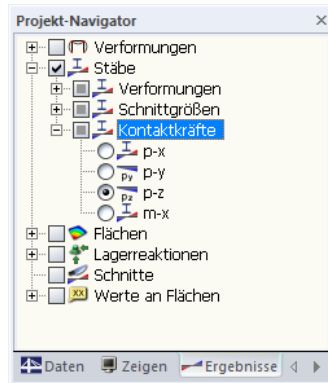 Projekt-Navigator
Verformungen
Stäbe
Verformungen
Schnittgrößen
Kontaktkräfte
p-x
py p-y
pz p-z
m-x
Flächen
Lagerreaktionen
Schnitte
xx Werte an Flächen
Daten Zeigen Ergebnisse